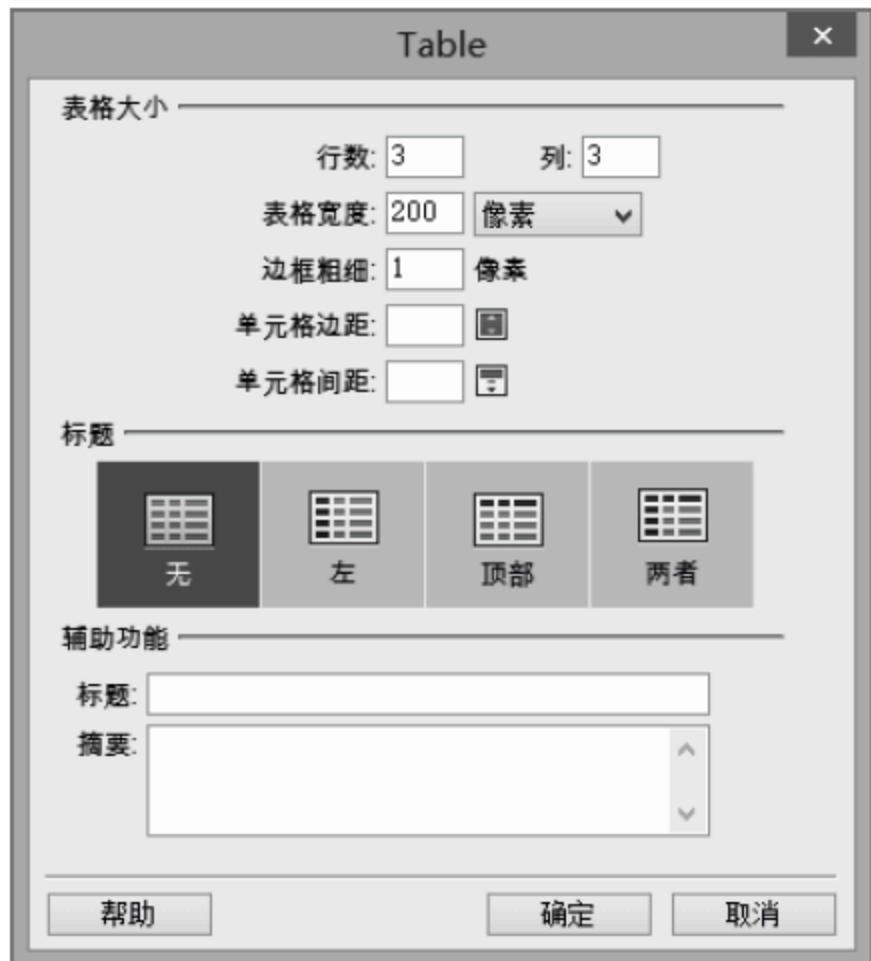 Table
表格大小
行数: 3 列: 3
表格宽度: 200 像素
边框粗细: 1 像素
单元格边距:
单元格间距:
标题
无 左 顶部 两者
辅助功能
标题:
摘要:
帮助 确定 取消